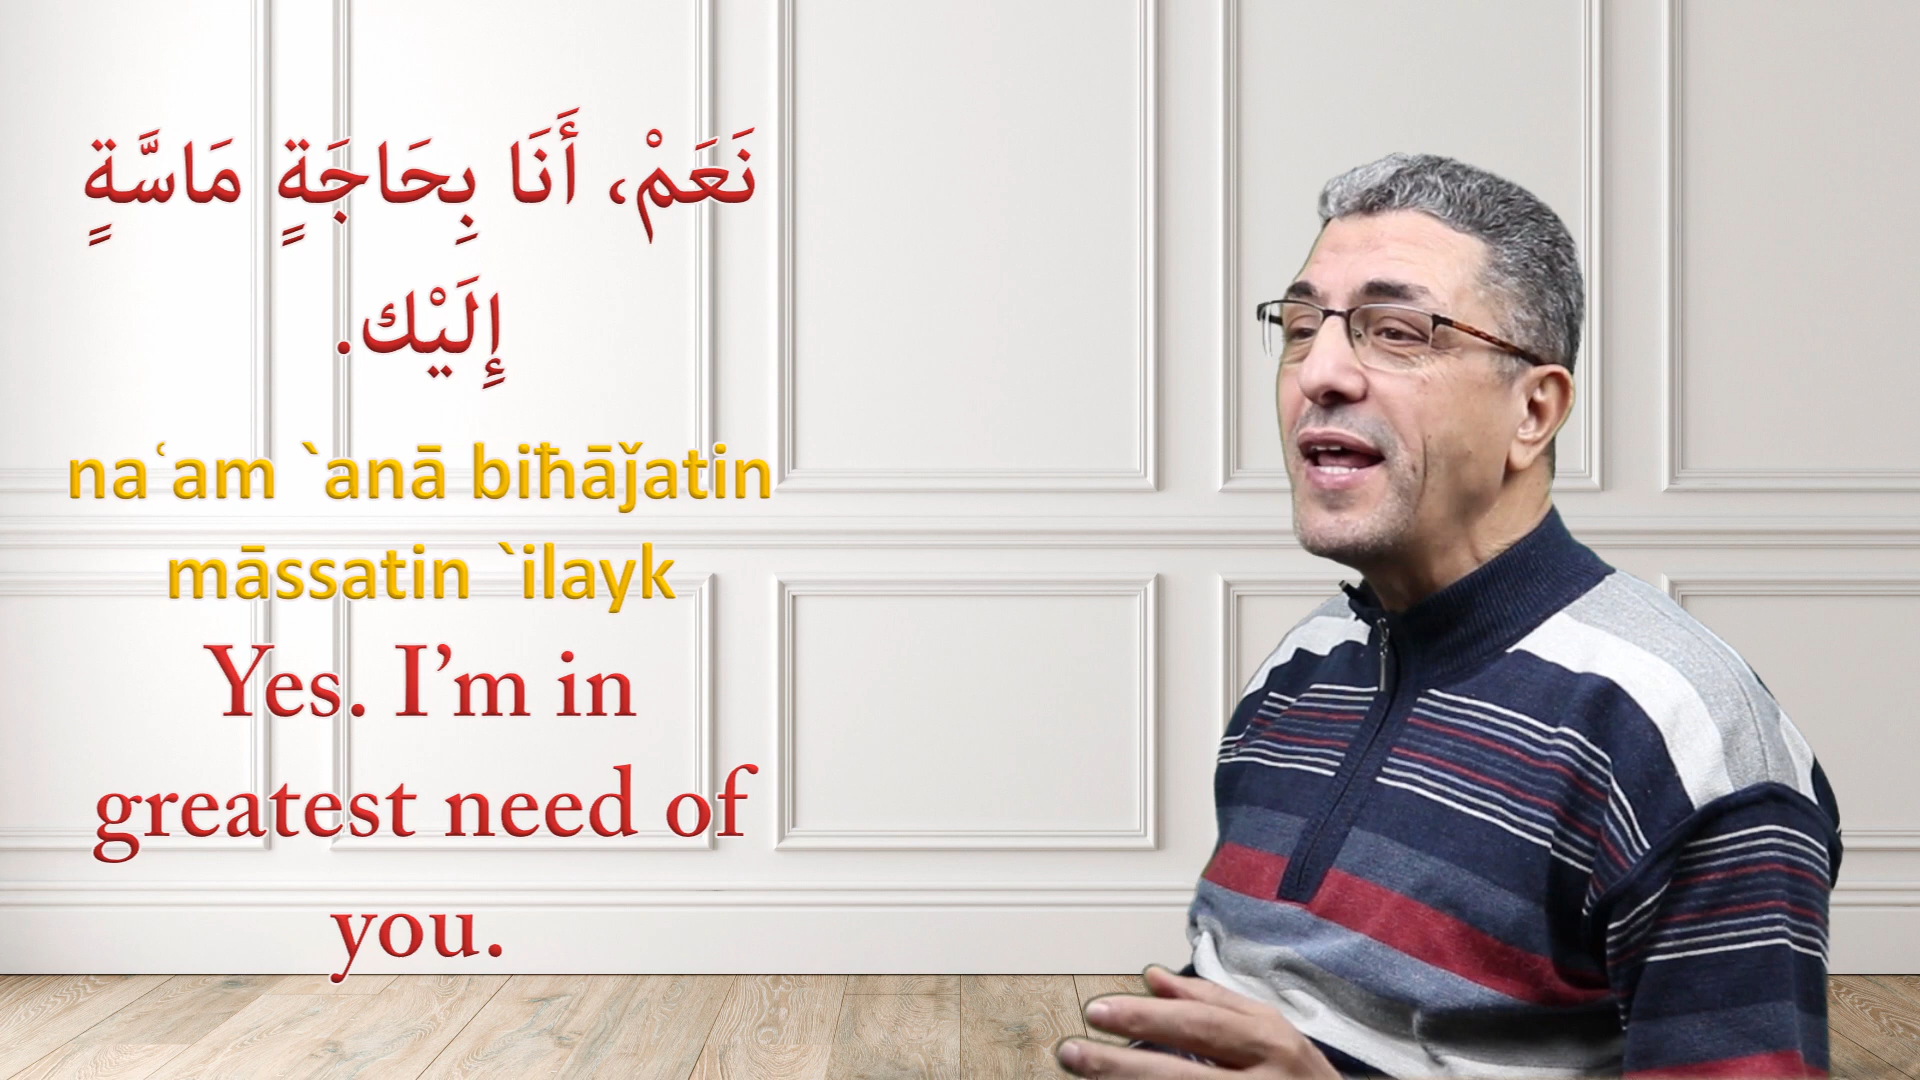 نَعَمْ، أَنَا بِحَاجَةٍ مَاسَّةٍ
إِلَيْك.
naʿam `anā biħāǰatin
māssatin `ilayk
Yes. I’m in
greatest need of
you.